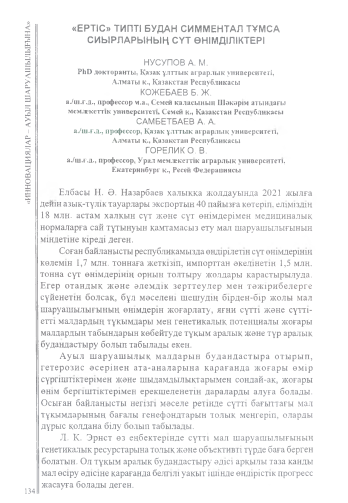 «ЕРТІС» ТИПТІ БУДАН СИММЕНТАЛ ТҰМСА
СИЫРЛАРЫНЫҢ СҮТ ӨНІМДІЛІКТЕРІ
НУСУПОВ А. М.
PhD докторанты, Қазақ ұлттық аграрлық университеті,
Алматы қ., Қазақстан Республикасы
КОЖЕБАЕВ Б. Ж.
а./ш.ғ.д., профессор м.а., Семей қаласының Шәкәрім атындағы
мемлекеттік университеті, Семей қ., Қазақстан Республикасы
САМБЕТБАЕВ А. А.
а./ш.ғ.д., профессор, Қазақ ұлттық аграрлық университеті,
Алматы қ., Қазақстан Республикасы
ГОРЕЛИК О. В.
а./ш.ғ.д., профессор, Урал мемлекеттік аграрлық университеті,
Екатеринбург қ., Ресей Федерациясы
Елбасы Н. Ә. Назарбаев халыққа жолдауында 2021 жылға
дейін азық-түлік тауарлары экспортын 40 пайызға көтеріп, еліміздің
18 млн. астам халқын сүт және сүт өнімдерімен медициналық
нормаларға сай тұтынуын қамтамасыз ету мал шаруашылығының
міндетіне кіреді деген.
Соған байланысты республикамызда өндірілетін сүт өнімдерінің
көлемін 1,7 млн. тоннаға жеткізіп, импорттан әкелінетін 1,5 млн.
тонна сүт өнімдерінің орнын толтыру жолдары қарастырылуда.
Егер отандық және әлемдік зерттеулер мен тәжірибелерге
сүйенетін болсақ, бұл мәселені шешудің бірден-бір жолы мал
шаруашылығының өнімдерін жоғарлату, яғни сүтті және сүтті-
етті малдардың тұқымдары мен генетикалық потенциалы жоғары
малдардың табындарын көбейтуде тұқым аралық және түр аралық
будандастыру болып табылады екен.
Ауыл шаруашылық малдарын будандастыра отырып,
гетерозис әсерінен ата-аналарына қарағанда жоғары өмір
сүргіштіктерімен және шыдамдылықтарымен сондай-ақ, жоғары
өнім бергіштіктерімен ерекшеленетін дараларды алуға болады.
Осыған байланысты негізгі мәселе ретінде сүтті бағыттағы мал
тұқымдарының бағалы генефондтарын толық меңгеріп, оларды
дұрыс қолдана білу болып табылады.
Л. К. Эрнст өз еңбектерінде сүтті мал шаруашылығының
генетикалық ресурстарына толық және объективті түрде баға берген
болатын. Ол тұқым аралық будандастыру әдісі арқылы таза қанды
мал өсіру әдісіне қарағанда белгілі уақыт ішінде өндірістік прогресс
жасауға болады деген.
134
«ИННОВАЦИЯЛАР - АУЫЛ ШАРУАШЫЛЫҒЫНА»